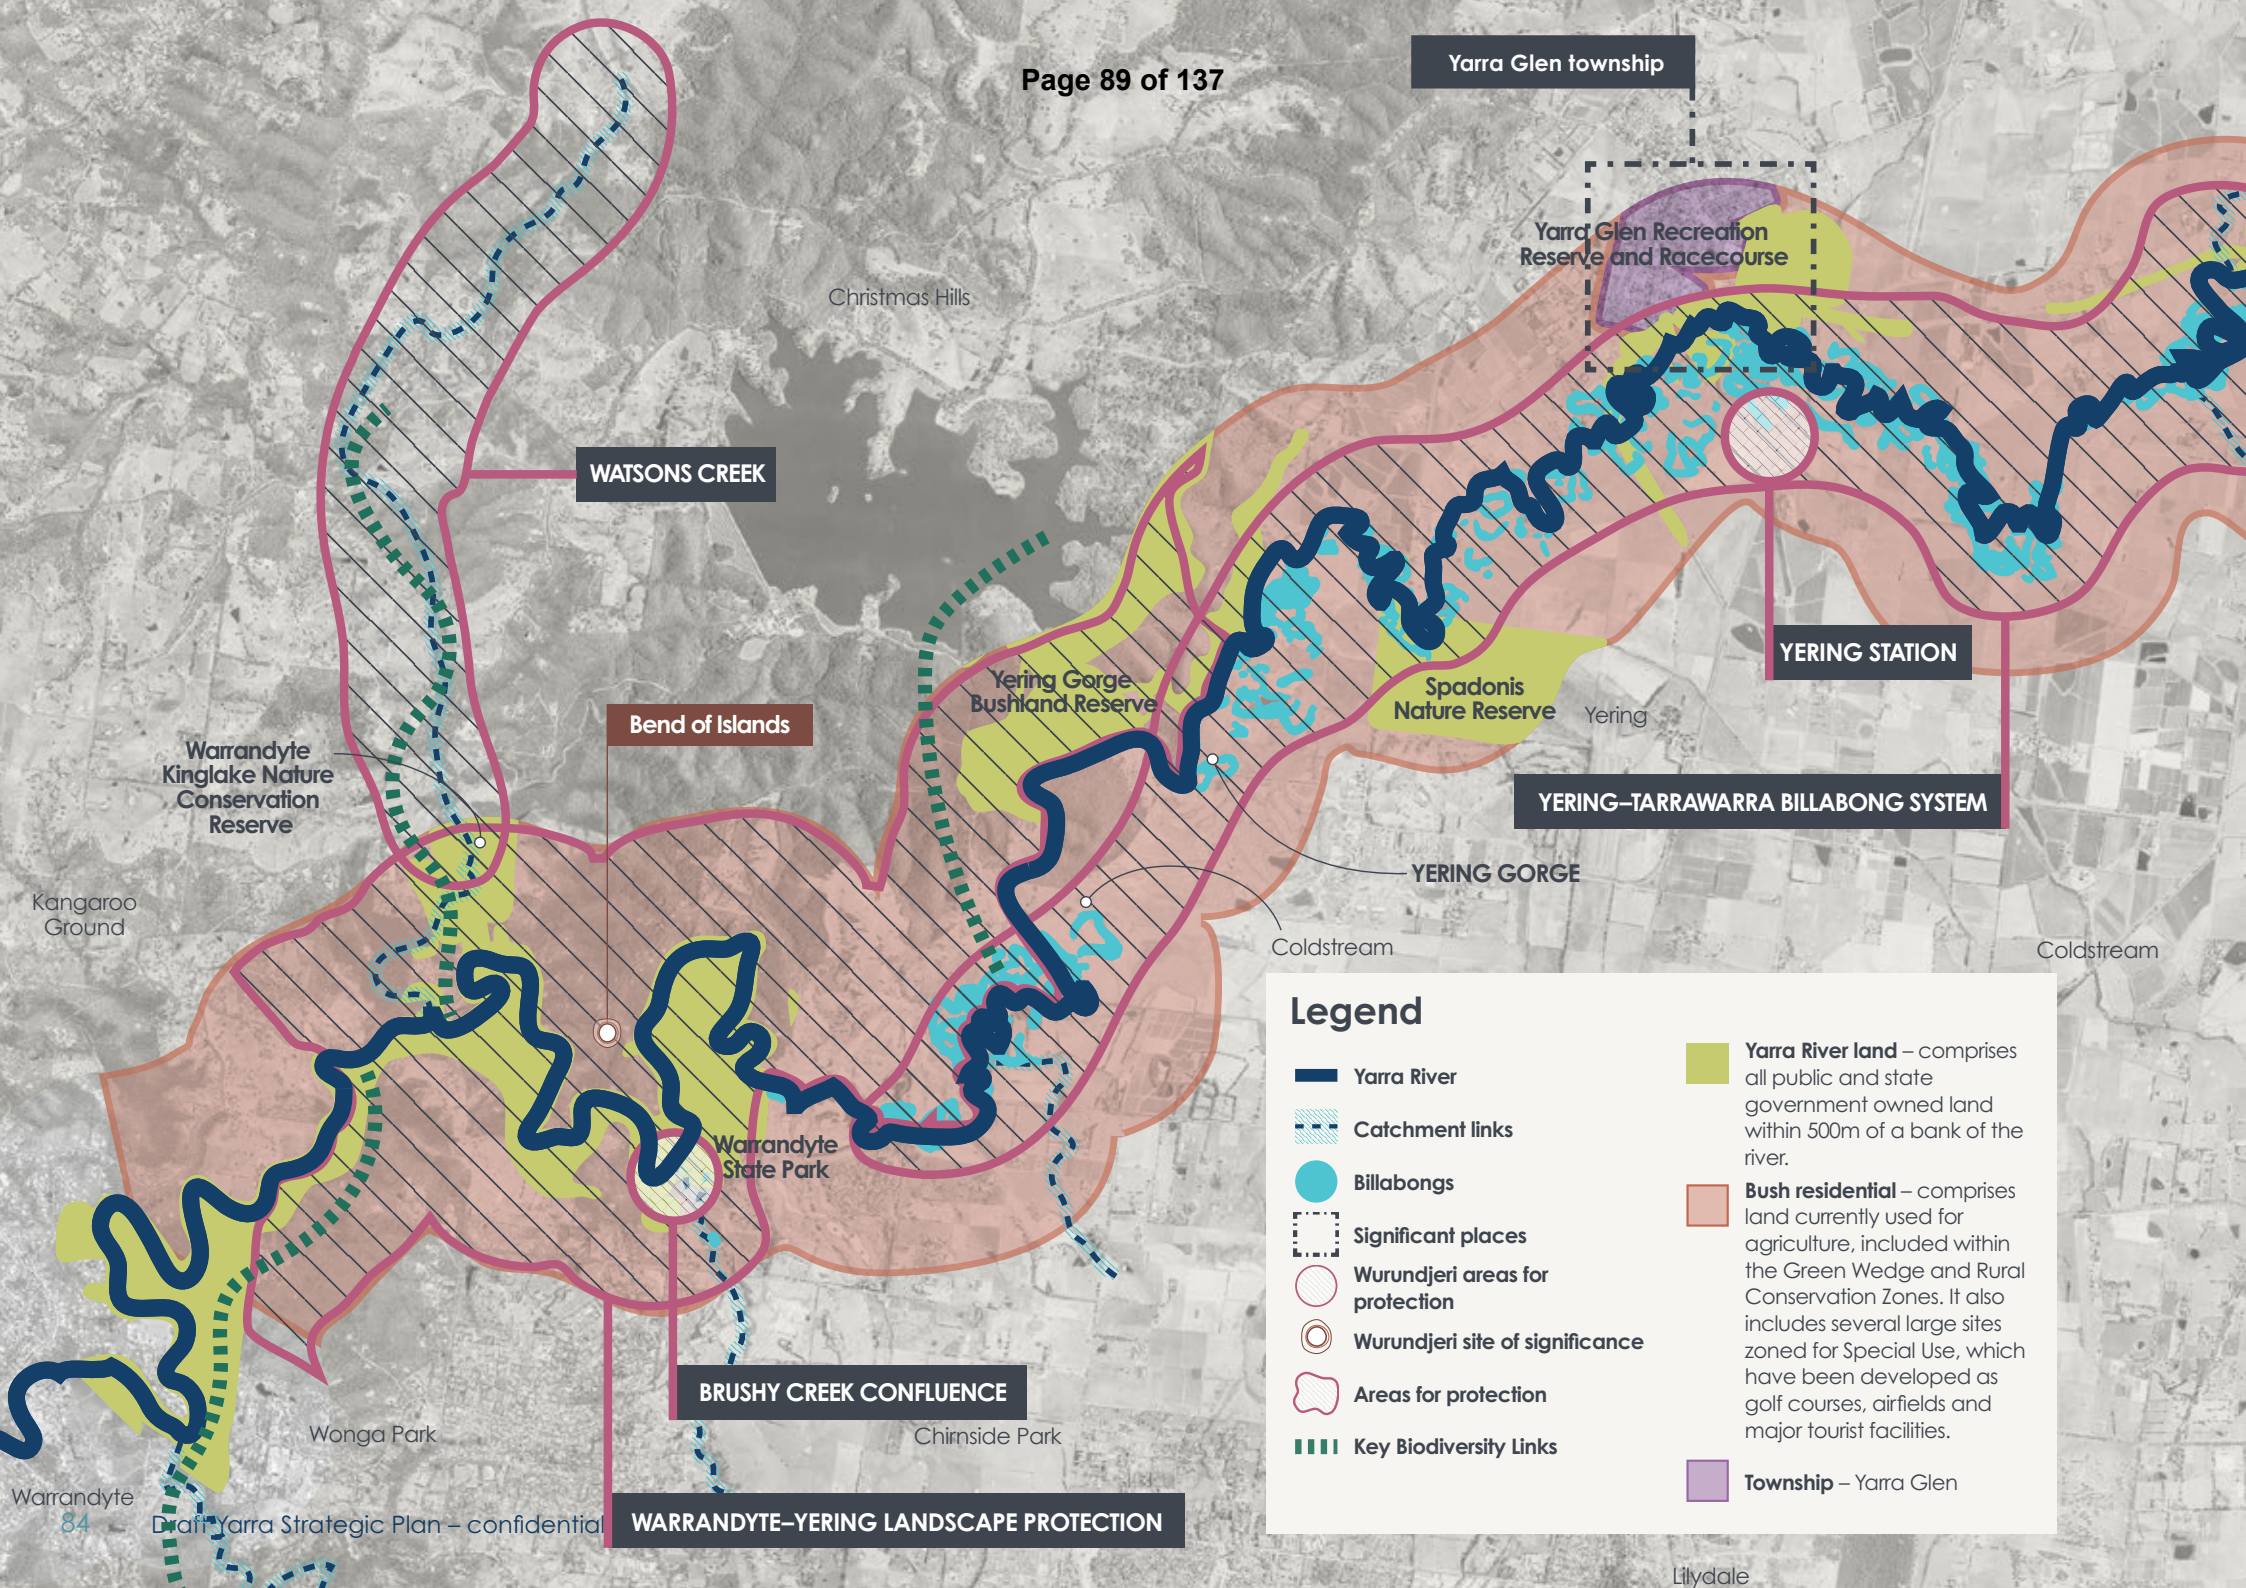 Page 89 of 137
Yarra Glen township
Yarra Glen Recreation
Reserve and Racecourse
Christmas Hills
WATSONS CREEK
YERING STATION
Yering Gorge
Bushland Reserve
Spadonis
Nature Reserve
Yering
Bend of Islands
Warrandyte
Kinglake Nature
Conservation
Reserve
YERING–TARRAWARRA BILLABONG SYSTEM
YERING GORGE
Kangaroo
Ground
Coldstream
Coldstream
Warrandyte
State Park
Legend
Yarra River
Catchment links
Billabongs
Significant places
Wurundjeri areas for
protection
Wurundjeri site of significance
Areas for protection
Key Biodiversity Links
Yarra River land – comprises
all public and state
government owned land
within 500m of a bank of the
river.
Bush residential – comprises
land currently used for
agriculture, included within
the Green Wedge and Rural
Conservation Zones. It also
includes several large sites
zoned for Special Use, which
have been developed as
golf courses, airfields and
major tourist facilities.
Township – Yarra Glen
BRUSHY CREEK CONFLUENCE
Wonga Park
Chirnside Park
Warrandyte
84
Draft Yarra Strategic Plan – confidential
WARRANDYTE–YERING LANDSCAPE PROTECTION
Lilydale